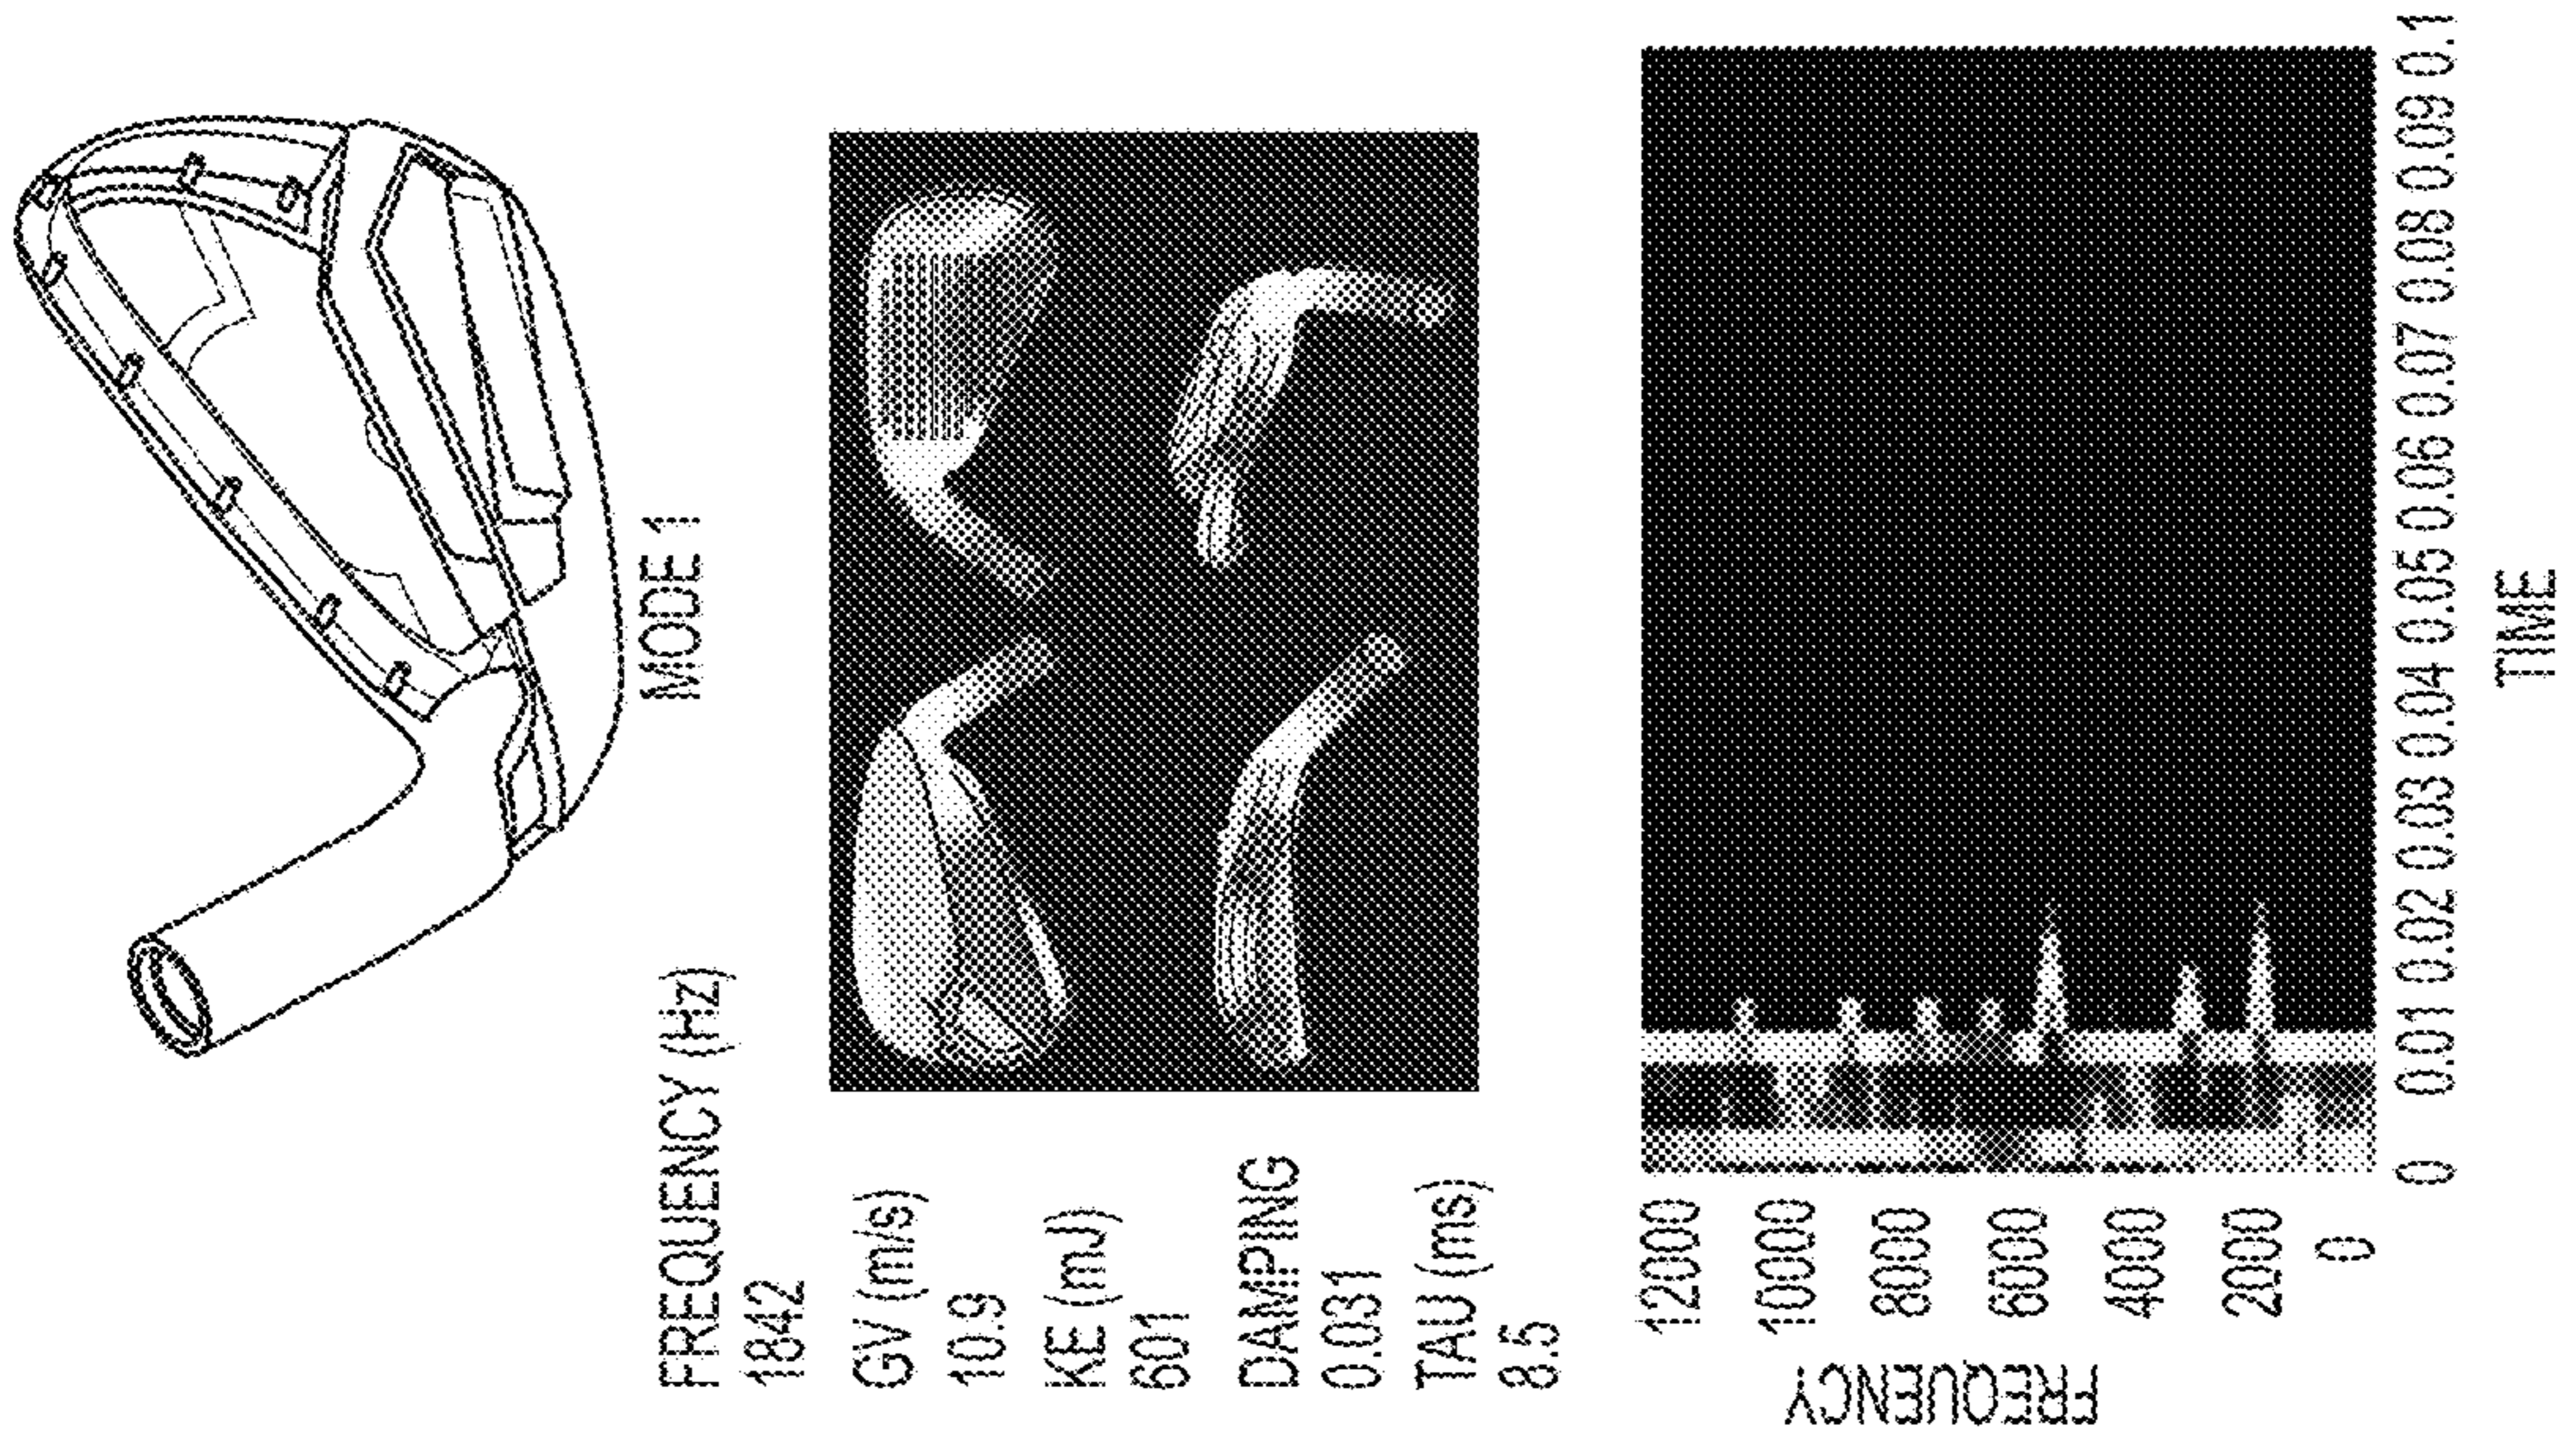 MODE 1
FREQUENCY (Hz)
1842
GV (m/s)
10.9
KE (mJ)
601
DAMPING
0.031
TAU (ms)
8.5
FREQUENCY
12000
10000
8000
6000
4000
2000
0
0 0.01 0.02 0.03 0.04 0.05 0.06 0.07 0.08 0.09 0.1
TIME